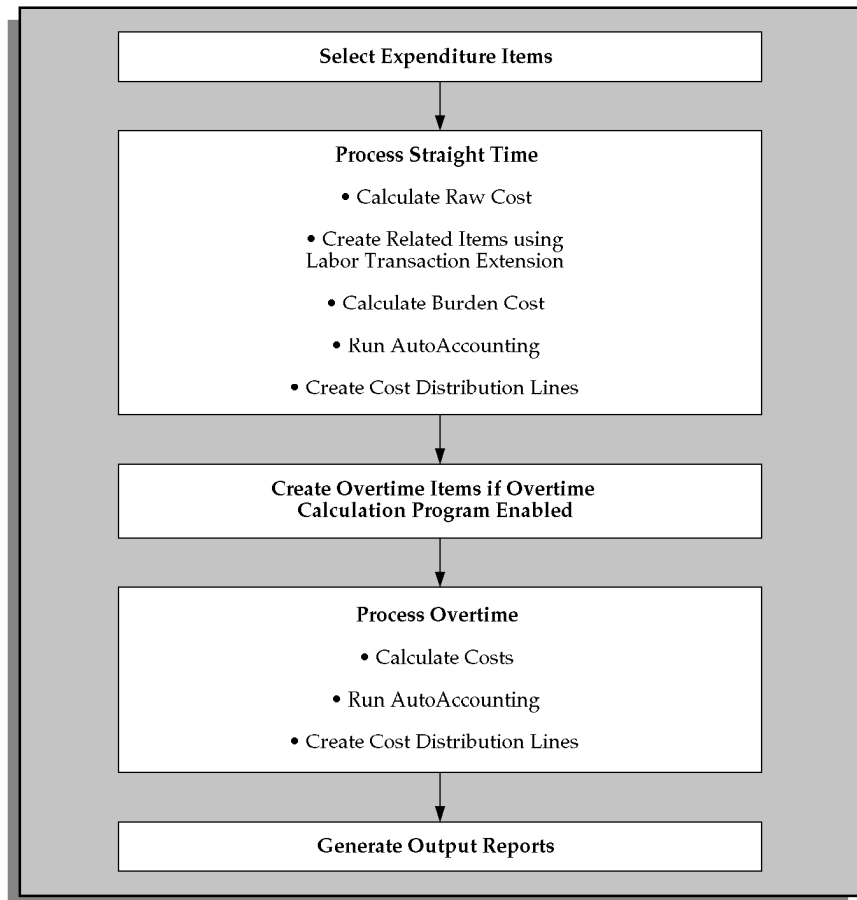 Select Expenditure Items
Process Straight Time
• Calculate Raw Cost
• Create Related Items using
Labor Transaction Extension
• Calculate Burden Cost
• Run AutoAccounting
• Create Cost Distribution Lines
Create Overtime Items if Overtime
Calculation Program Enabled
Process Overtime
• Calculate Costs
• Run AutoAccounting
• Create Cost Distribution Lines
Generate Output Reports